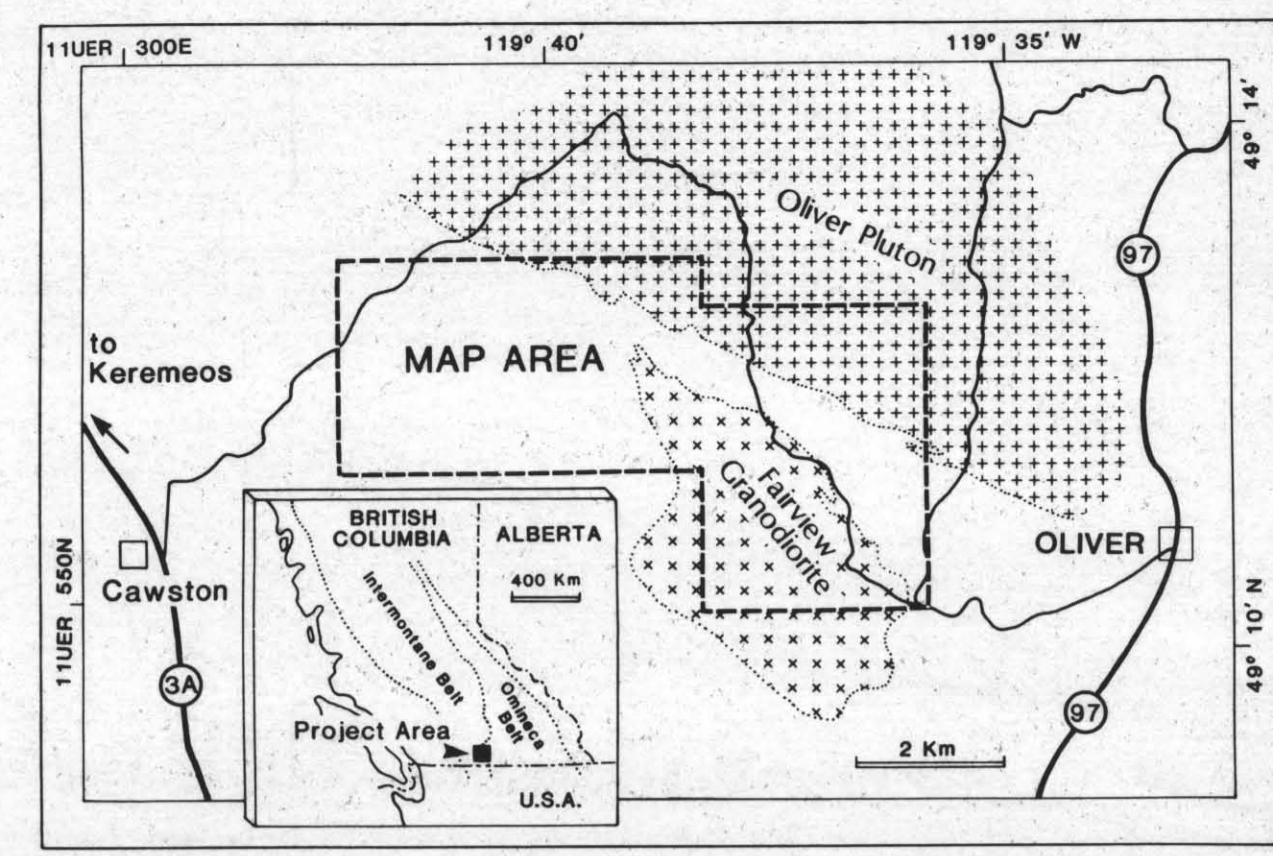 11UER 300E
119° 40'
119° 35' W
49° 14'
Oliver Pluton
97
to
Keremeos
MAP AREA
Fairview
Granodiorite
OLIVER
BRITISH
COLUMBIA
ALBERTA
400 Km
Intermontane Belt
Omineca
Belt
Project Area
U.S.A.
Cawston
11UER 550N
3A
49° 10' N
97
2 Km